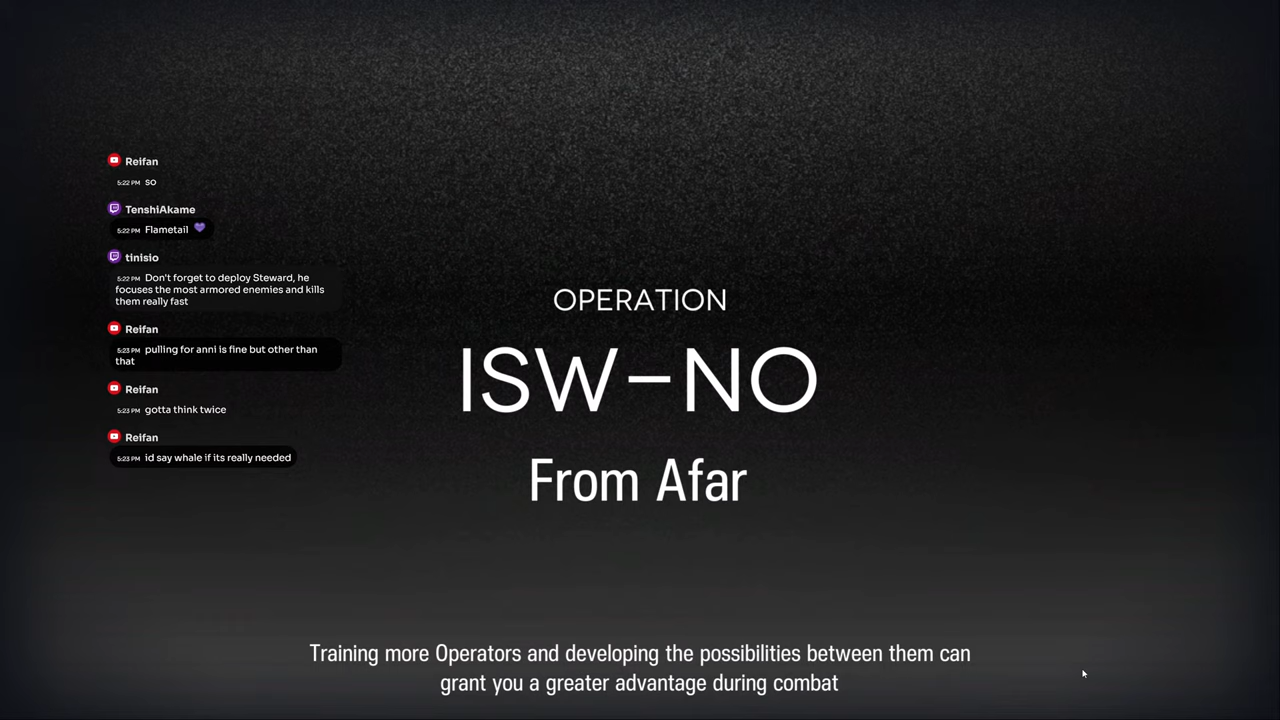 Reifan
5:22 PM SO
TenshiAkame
5:22 PM Flametail 💜
tinisio
5:22 PM Don't forget to deploy Steward, he
focuses the most armored enemies and kills
them really fast
Reifan
5:23 PM pulling for anni is fine but other than
that
Reifan
5:23 PM gotta think twice
Reifan
5:23 PM id say whale if its really needed
OPERATION
ISW-NO
From Afar
Training more Operators and developing the possibilities between them can
grant you a greater advantage during combat